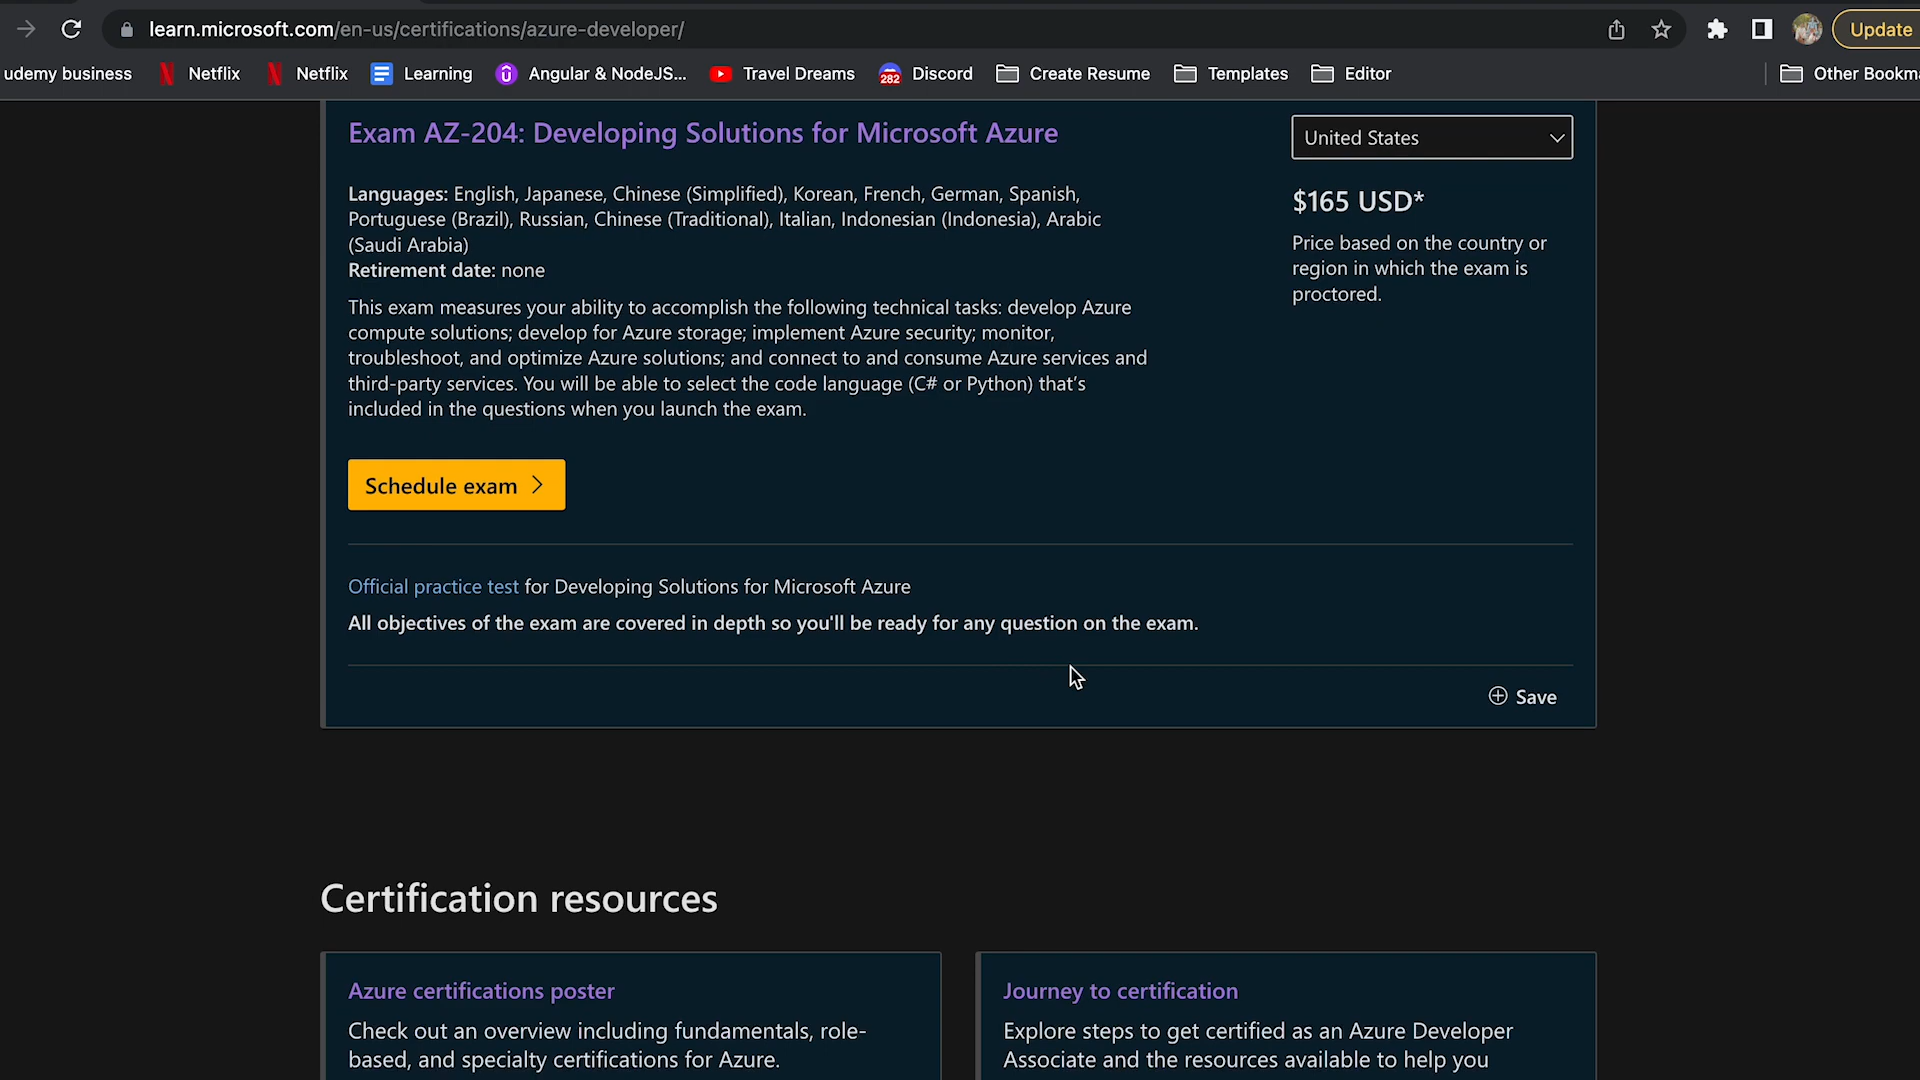 learn.microsoft.com/en-us/certifications/azure-developer/
Update
udemy business
Netflix
Netflix
Learning
Angular & NodeJS...
Travel Dreams
282
Discord
Create Resume
Templates
Editor
Other Bookma
Exam AZ-204: Developing Solutions for Microsoft Azure
United States
Languages: English, Japanese, Chinese (Simplified), Korean, French, German, Spanish,
Portuguese (Brazil), Russian, Chinese (Traditional), Italian, Indonesian (Indonesia), Arabic
(Saudi Arabia)
Retirement date: none
This exam measures your ability to accomplish the following technical tasks: develop Azure
compute solutions; develop for Azure storage; implement Azure security; monitor,
troubleshoot, and optimize Azure solutions; and connect to and consume Azure services and
third-party services. You will be able to select the code language (C# or Python) that's
included in the questions when you launch the exam.
$165 USD*
Price based on the country or
region in which the exam is
proctored.
Schedule exam
Official practice test for Developing Solutions for Microsoft Azure
All objectives of the exam are covered in depth so you'll be ready for any question on the exam.
Save
Certification resources
Azure certifications poster
Check out an overview including fundamentals, role-
based, and specialty certifications for Azure.
Journey to certification
Explore steps to get certified as an Azure Developer
Associate and the resources available to help you